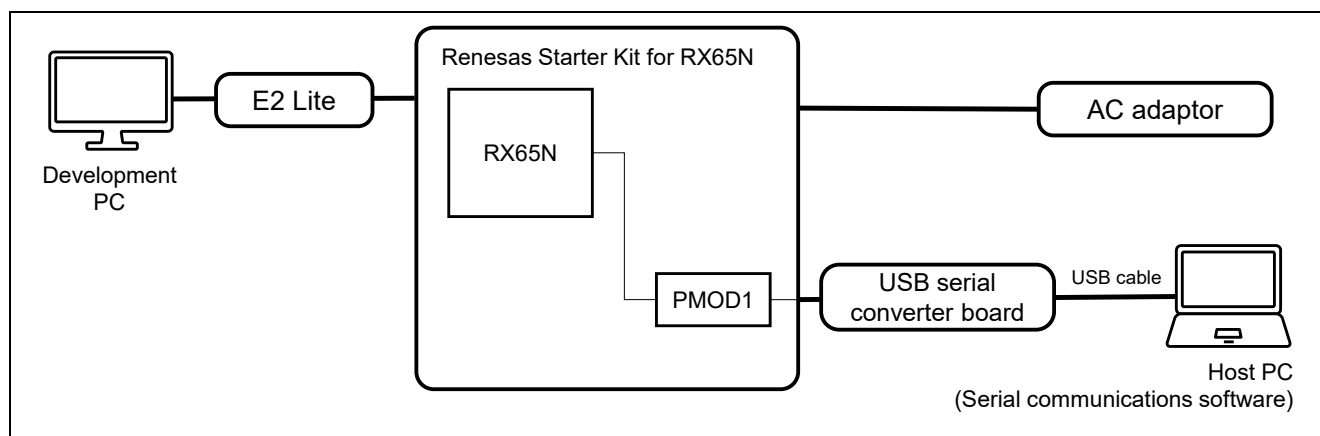 Renesas Starter Kit for RX65N
E2 Lite
AC adaptor
RX65N
Development
PC
PMOD1
USB serial
converter board
USB cable
Host PC
(Serial communications software)